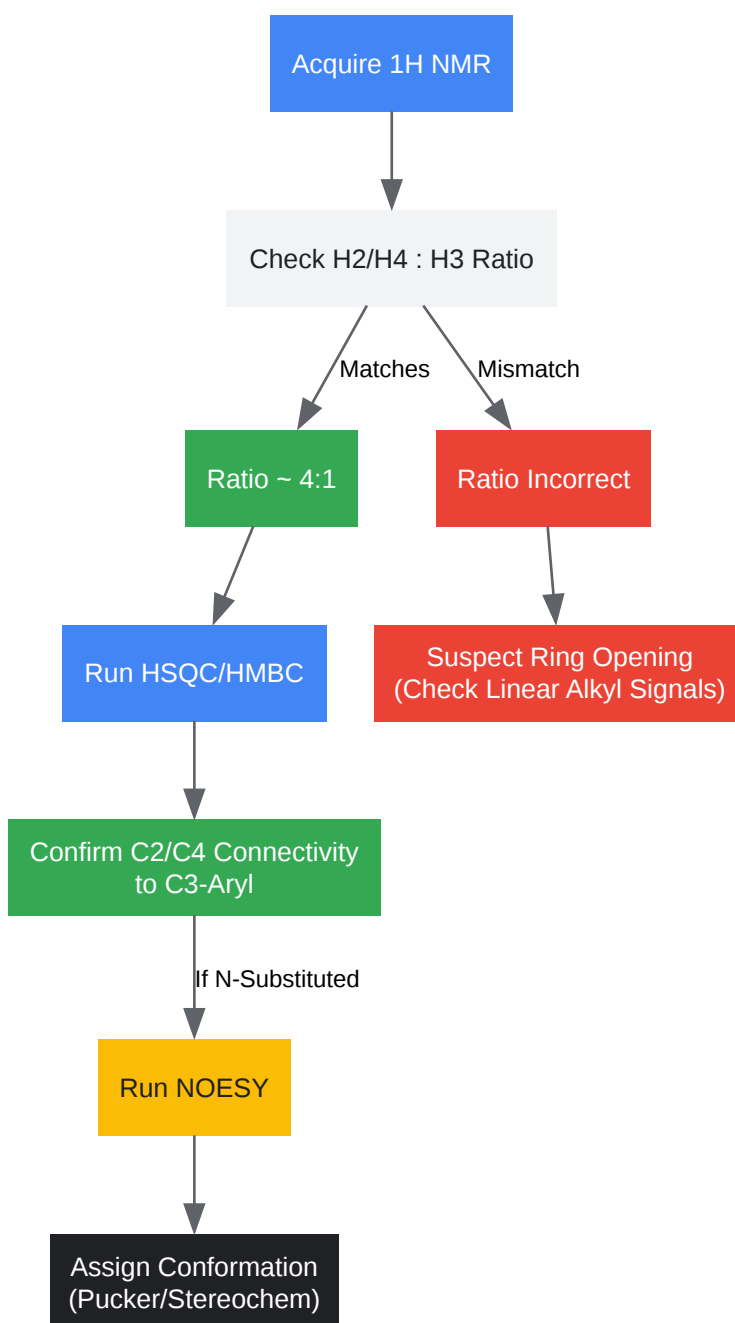 Acquire 1H NMR
Check H2/H4 : H3 Ratio
Matches
Mismatch
Ratio ~ 4:1
Ratio Incorrect
Run HSQC/HMBC
Suspect Ring Opening
(Check Linear Alkyl Signals)
Confirm C2/C4 Connectivity
to C3-Aryl
If N-Substituted
Run NOESY
Assign Conformation
(Pucker/Stereochem)